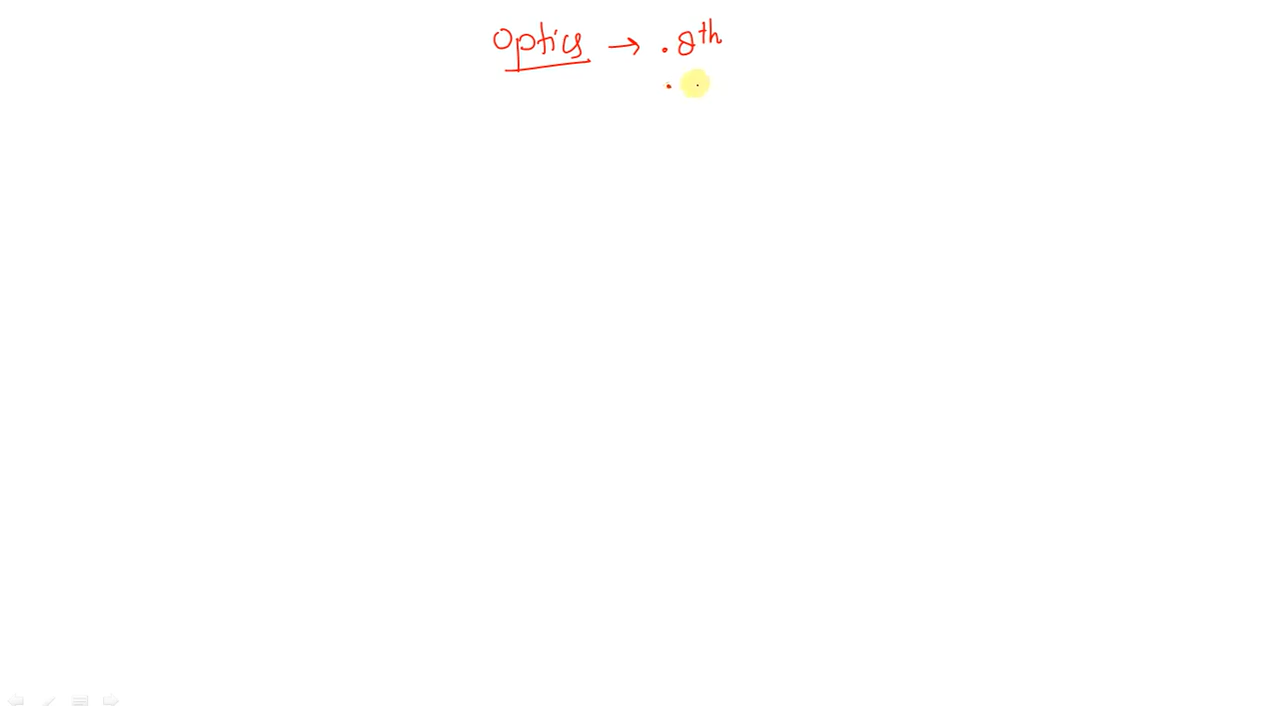 Optics → • 8th
•